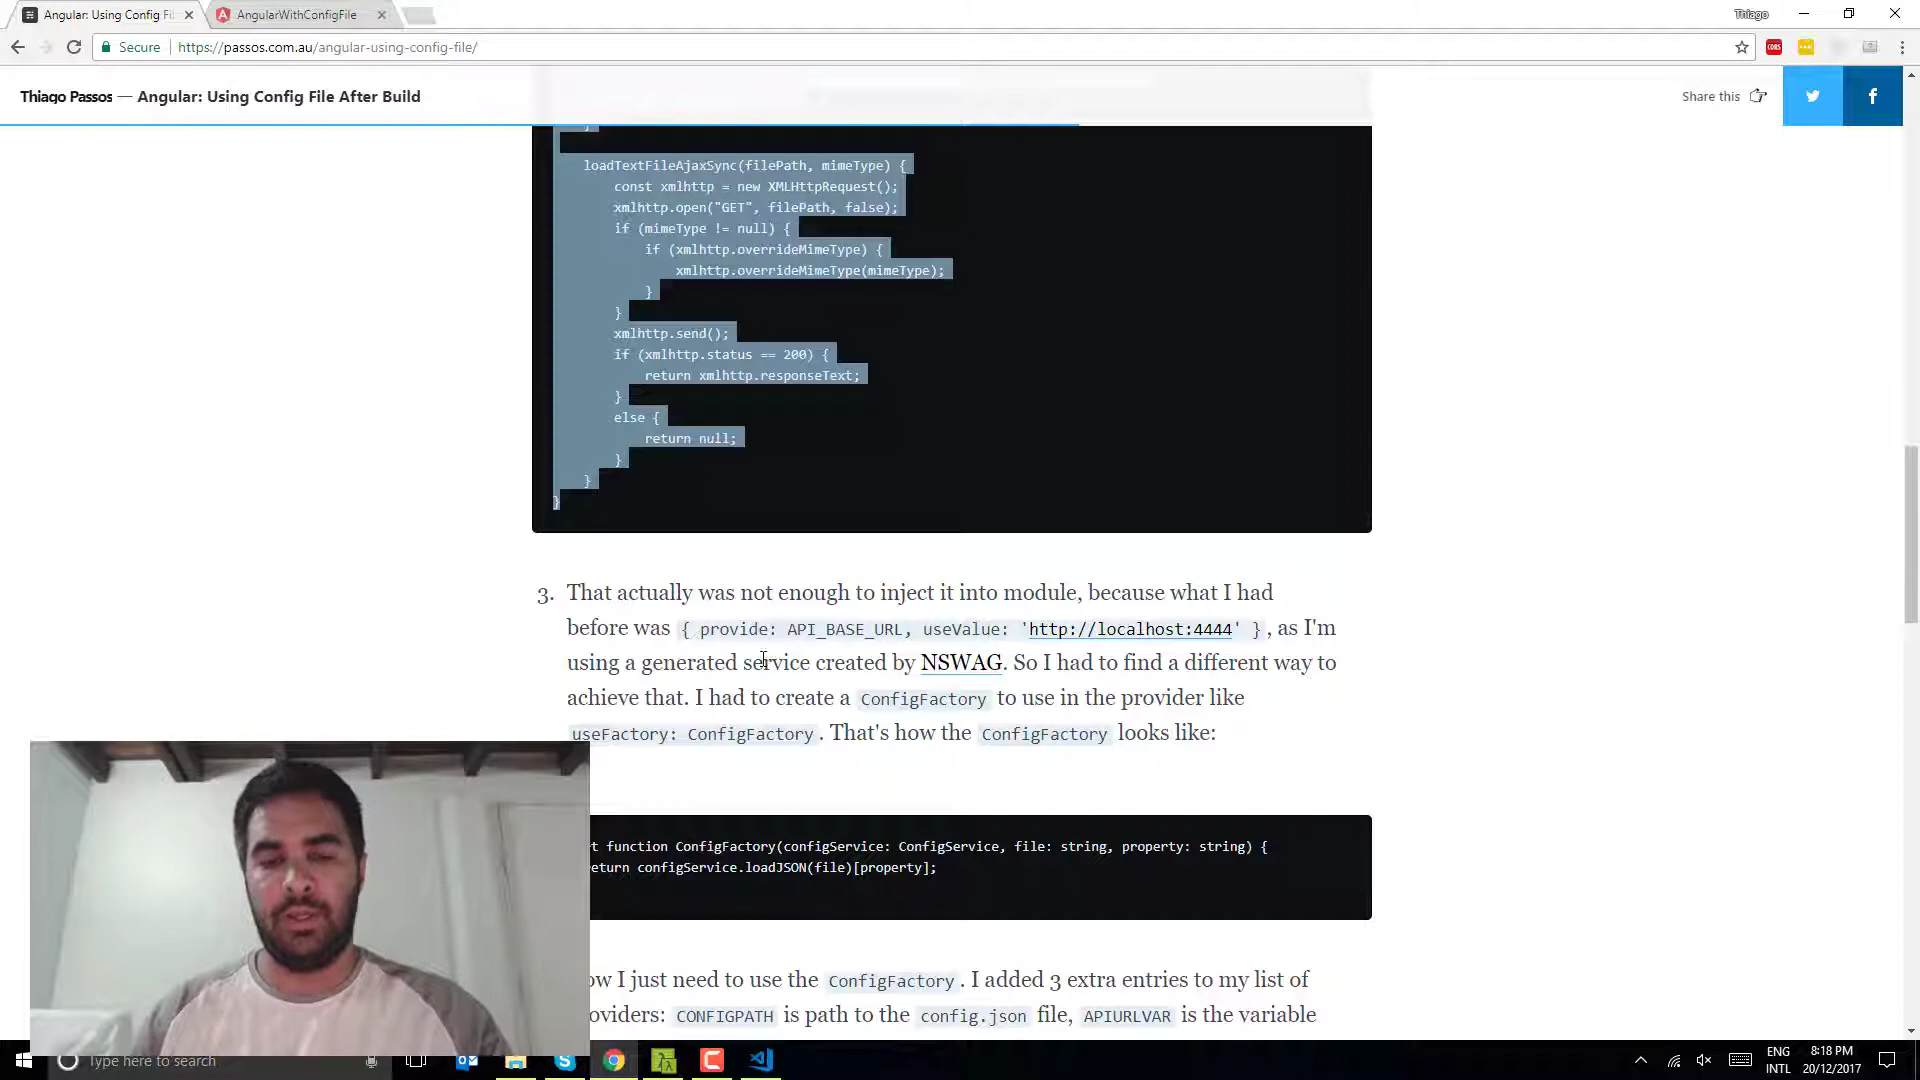 Angular: Using Config Fi
AngularWithConfigFile
Thiago
Secure
https://passos.com.au/angular-using-config-file/
Thiago Passos — Angular: Using Config File After Build
Share this
loadTextFileAjaxSync(filePath, mimeType) {
const xmlhttp = new XMLHttpRequest();
xmlhttp.open("GET", filePath, false);
if (mimeType != null) {
if (xmlhttp.overrideMimeType) {
xmlhttp.overrideMimeType(mimeType);
}
}
xmlhttp.send();
if (xmlhttp.status == 200) {
return xmlhttp.responseText;
}
else {
return null;
}
}
}
3. That actually was not enough to inject it into module, because what I had
before was { provide: API_BASE_URL, useValue: 'http://localhost:4444' }, as I'm
using a generated service created by NSWAG. So I had to find a different way to
achieve that. I had to create a ConfigFactory to use in the provider like
useFactory: ConfigFactory. That's how the ConfigFactory looks like:
t function ConfigFactory(configService: ConfigService, file: string, property: string) {
eturn configService.loadJSON(file)[property];
ow I just need to use the ConfigFactory. I added 3 extra entries to my list of
oviders: CONFIGPATH is path to the config.json file, APIURLVAR is the variable
Type here to search
ENG
INTL
8:18 PM
20/12/2017